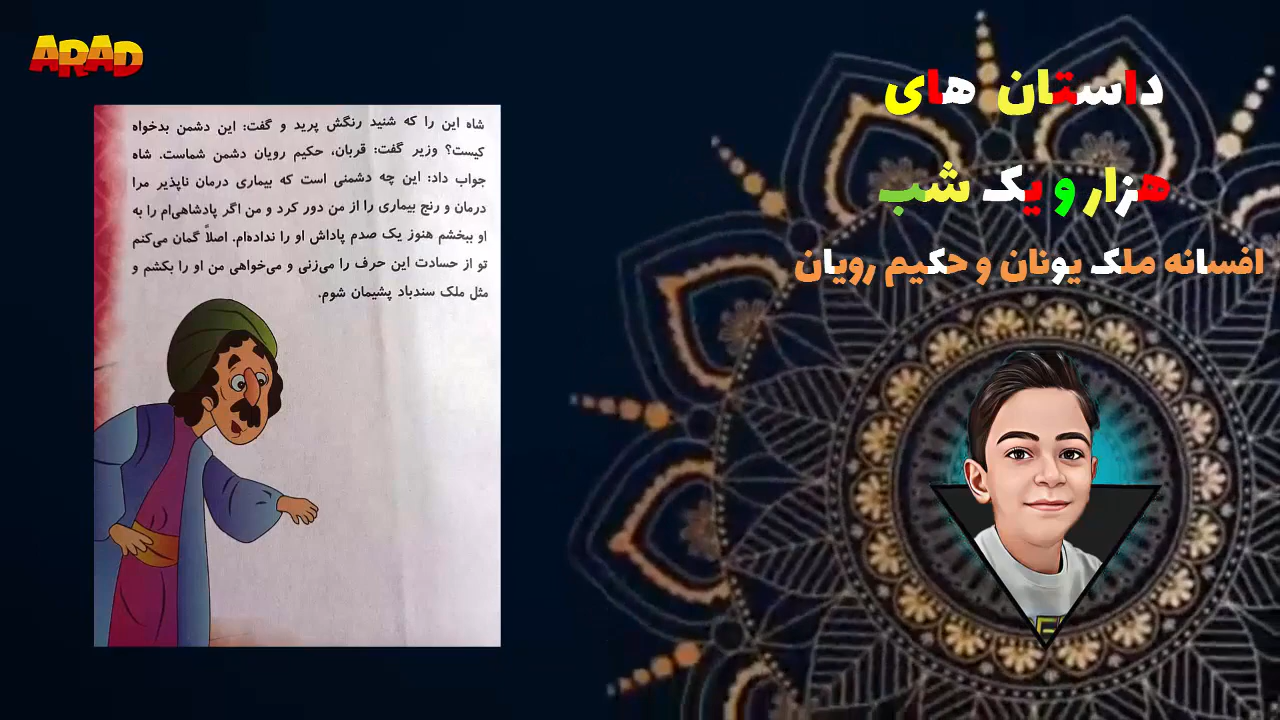 ARAD
داستان های
هزار و یک شب
افسانه ملک یونان و حکیم رویان
شاه این را که شنید رنگش پرید و گفت: این دشمن بدخواه
کیست؟ وزیر گفت: قربان، حکیم رویان دشمن شماست. شاه
جواب داد: این چه دشمنی است که بیماری درمان ناپذیر مرا
درمان و رنج بیماری را از من دور کرد و من اگر پادشاهی‌ام را به
او ببخشم هنوز یک صدم پاداش او را نداده‌ام. اصلاً گمان می‌کنم
تو از حسادت این حرف را می‌زنی و می‌خواهی من او را بکشم و
مثل ملک سندباد پشیمان شوم.